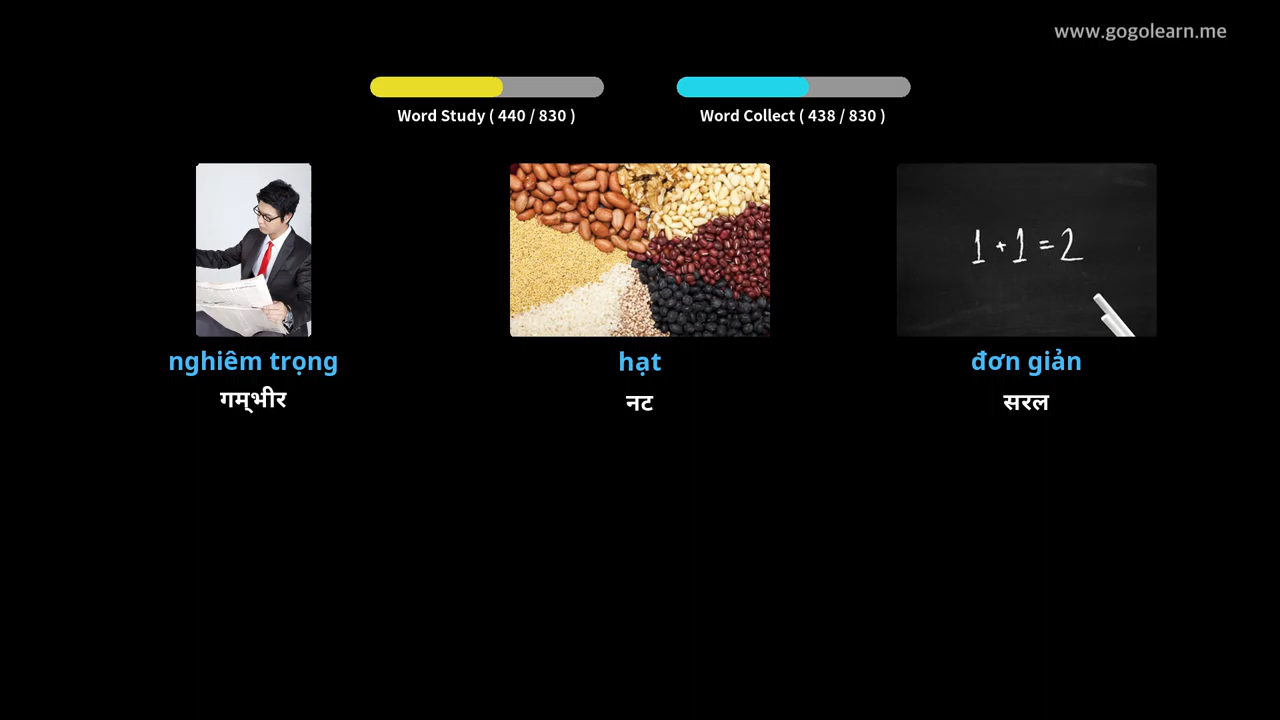 www.gogolearn.me
Word Study ( 440 / 830 )
Word Collect ( 438 / 830 )
1 + 1 = 2
nghiêm trọng
hạt
đơn giản
गम्‌भीर
नट
सरल